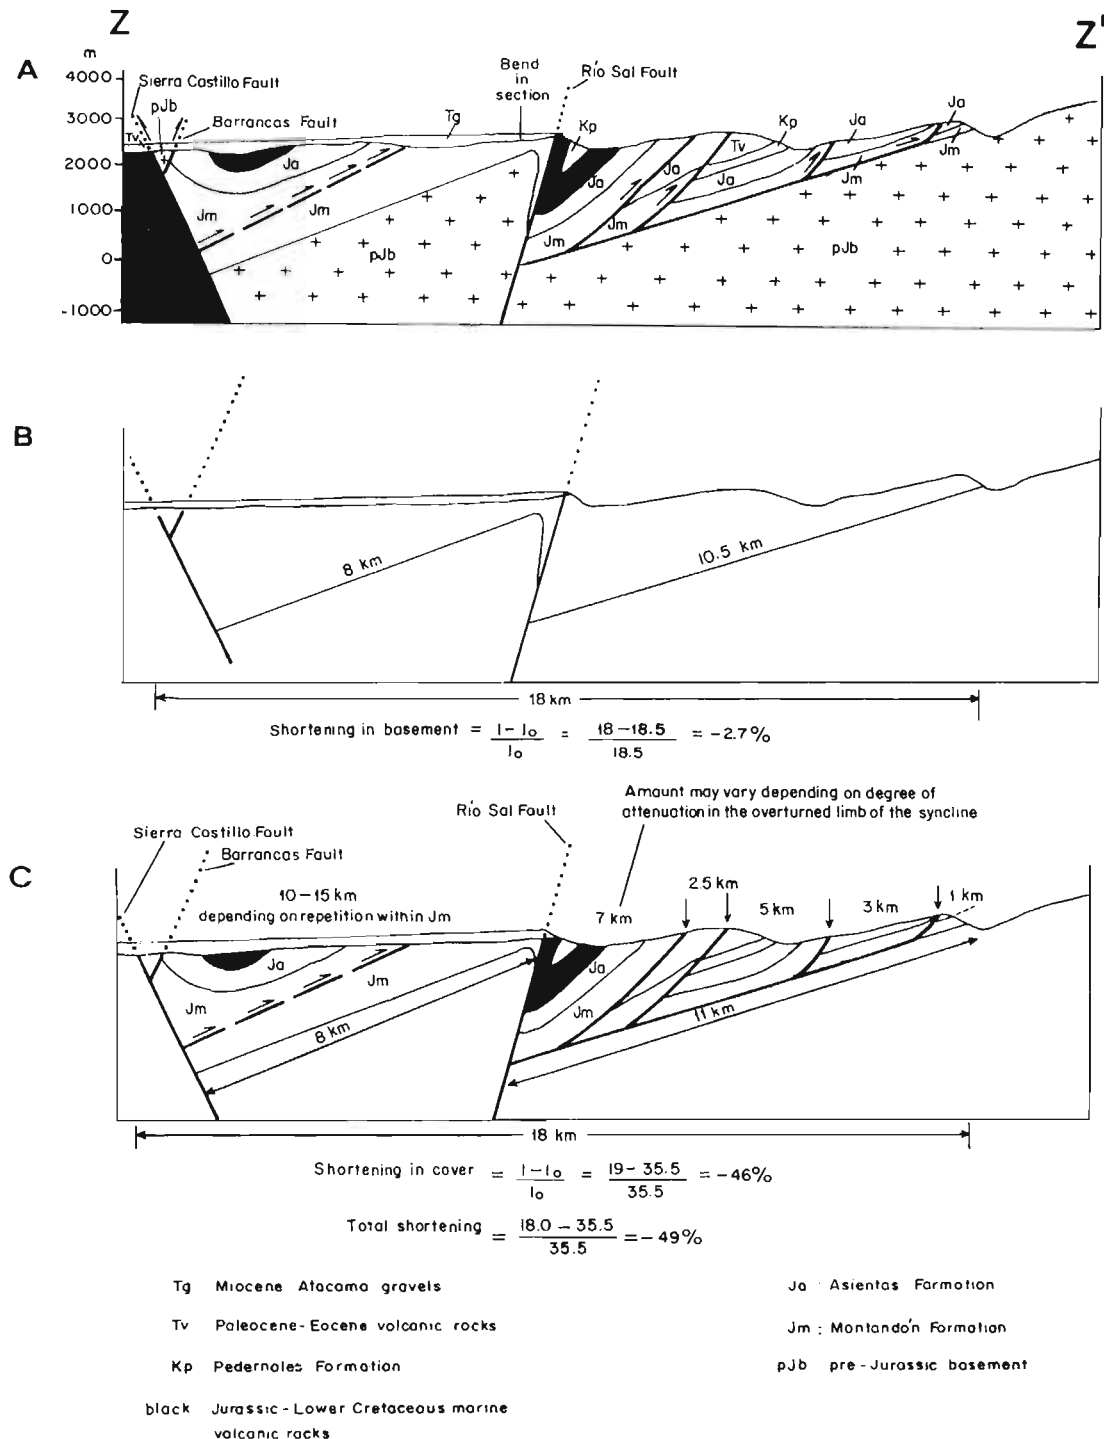 Z
Z'
A
m
4000
3000
2000
1000
0
-1000
Sierra Castillo Fault
pJb
Tv
Barrancas Fault
Tg
Bend
in
section
Río Sal Foult
Kp
Ja
Jm
Jm
pJb
Ja
Jm
Jm
Ja
Tv
Ja
Kp
Ja
Jm
Ja
Jm
pJb
B
8 km
10.5 km
18 km
Shortening in basement = l - lo / lo = 18 - 18.5 / 18.5 = -2.7%
C
Sierra Castillo Fault
Barrancas Fault
10-15 km
depending on repetition within Jm
Río Sal Fault
Amaunt may vary depending on degree of
attenuation in the overturned limb of the syncline
7 km
2.5 km
5 km
3 km
1 km
Ja
Jm
Jm
8 km
Ja
Jm
11 km
18 km
Shortening in cover = l - lo / lo = 19 - 35.5 / 35.5 = -46%
Total shortening = 18.0 - 35.5 / 35.5 = -49%
Tg Miocene Atacama gravels
Tv Paleocene-Eocene volcanic rocks
Kp Pedernales Formation
black Jurassic-Lower Cretaceous marine
volcanic racks
Ja : Asientas Farmation
Jm : Montandó'n Formation
pJb pre-Jurassic basement